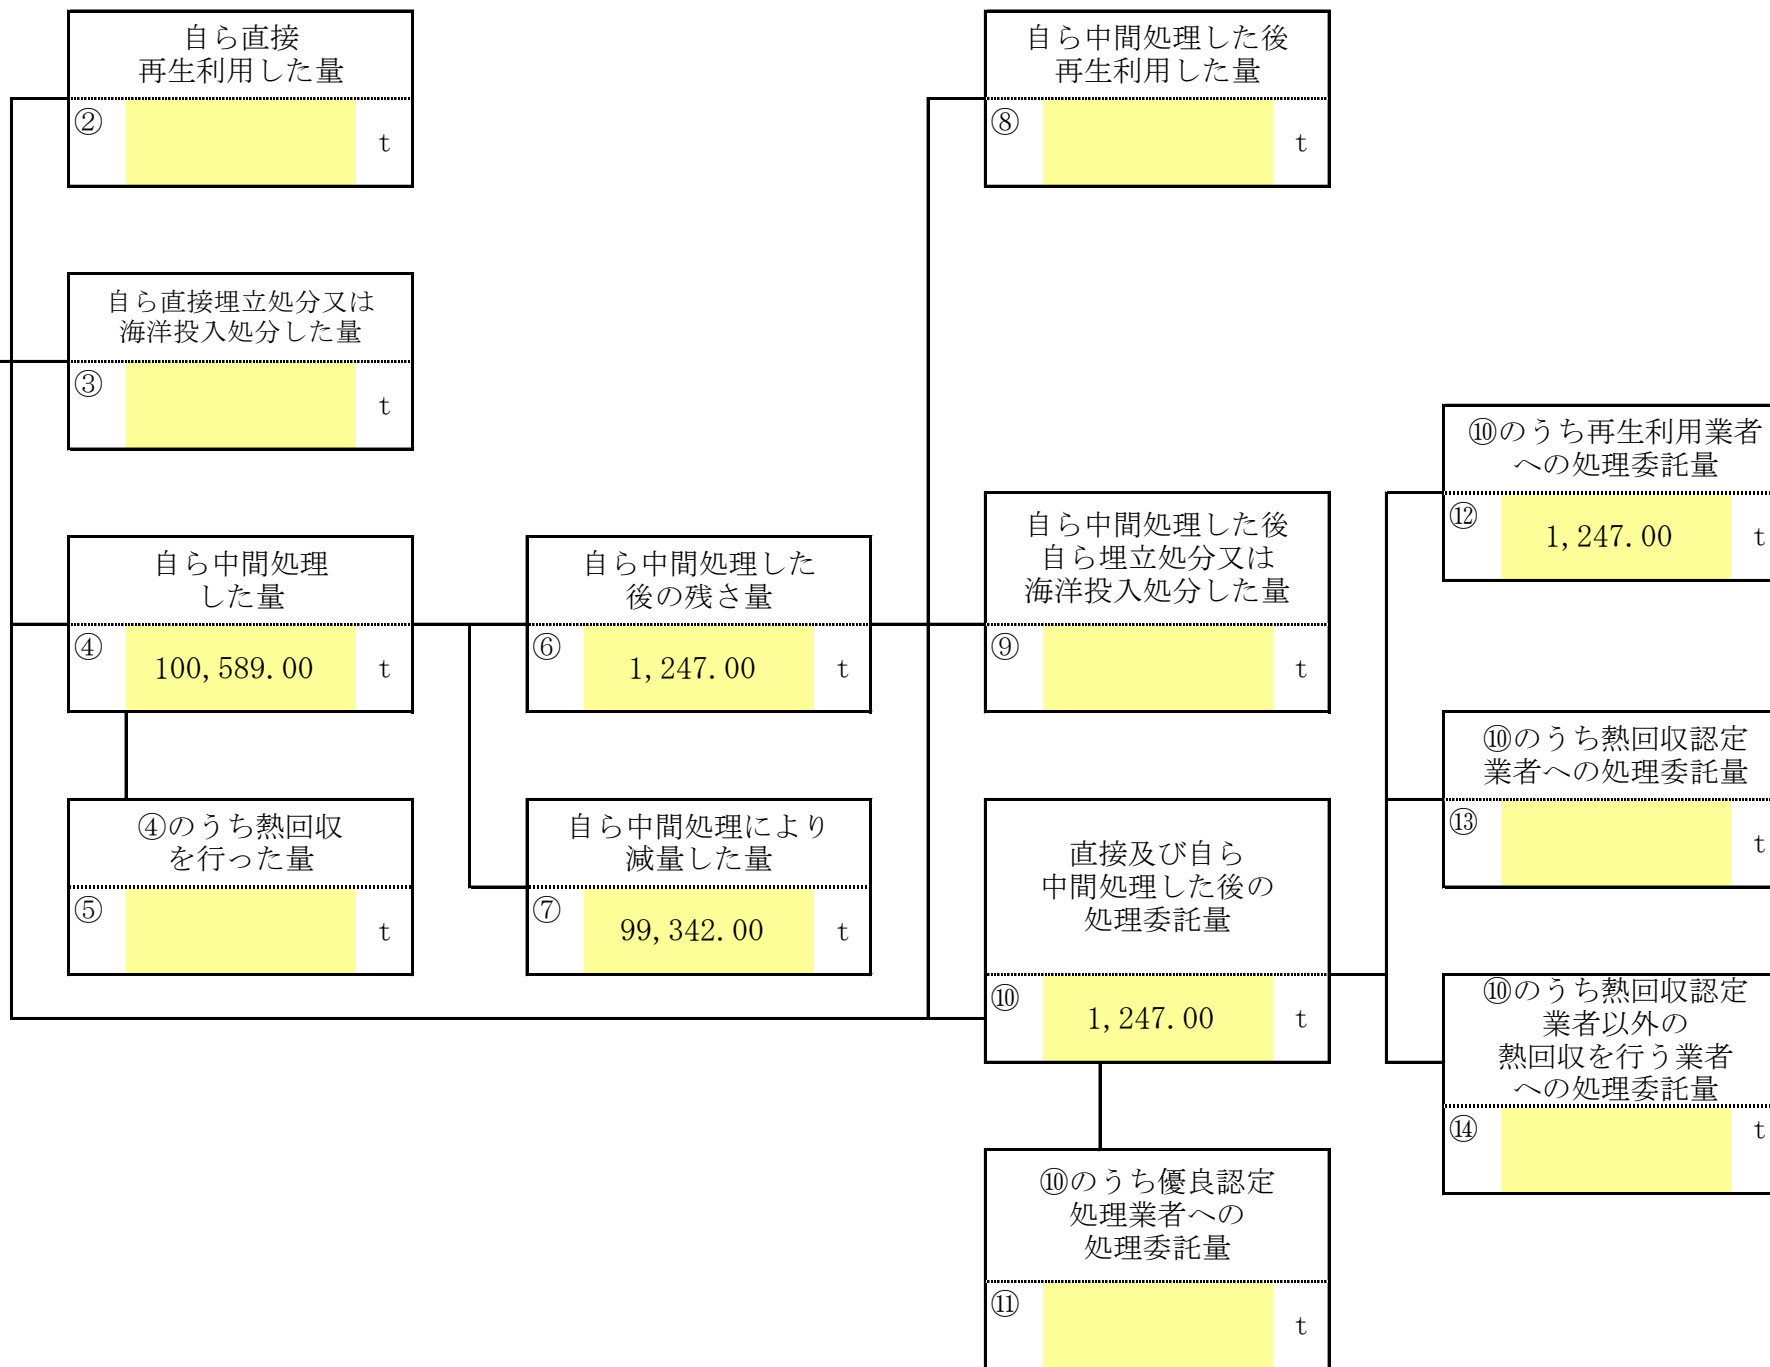 自ら直接
再生利用した量
②
t
自ら中間処理した後
再生利用した量
⑧
t
自ら直接埋立処分又は
海洋投入処分した量
③
t
⑩のうち再生利用業者
への処理委託量
⑫
1,247.00
t
自ら中間処理
した量
④
100,589.00
t
自ら中間処理した
後の残さ量
⑥
1,247.00
t
自ら中間処理した後
自ら埋立処分又は
海洋投入処分した量
⑨
t
⑩のうち熱回収認定
業者への処理委託量
⑬
t
④のうち熱回収
を行った量
⑤
t
自ら中間処理により
減量した量
⑦
99,342.00
t
直接及び自ら
中間処理した後の
処理委託量
⑩
1,247.00
t
⑩のうち熱回収認定
業者以外の
熱回収を行う業者
への処理委託量
⑭
t
⑩のうち優良認定
処理業者への
処理委託量
⑪
t